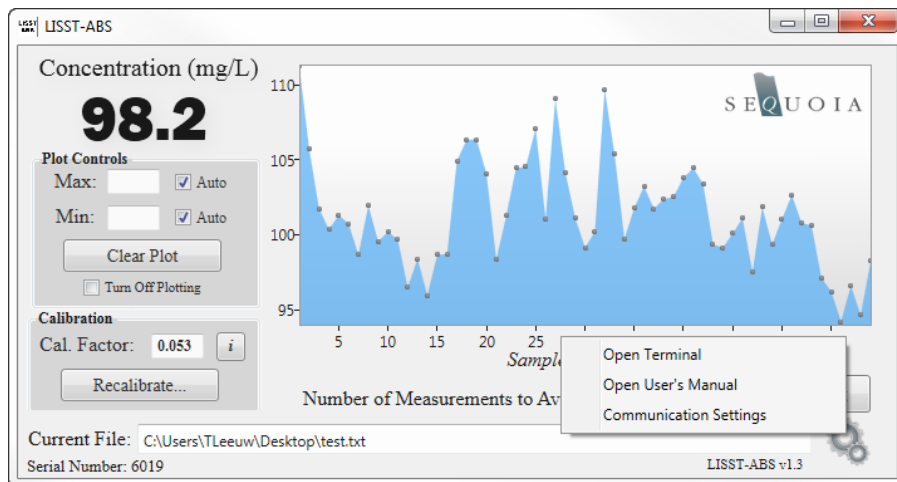 LISST-ABS
Concentration (mg/L)
98.2
Plot Controls
Max:
Auto
Min:
Auto
Clear Plot
Turn Off Plotting
Calibration
Cal. Factor: 0.053 i
Recalibrate...
SEQUOIA
110
105
100
95
5 10 15 20 25
Sample
Number of Measurements to Av
Open Terminal
Open User's Manual
Communication Settings
Current File: C:\Users\TLeeuw\Desktop\test.txt
Serial Number: 6019
LISST-ABS v1.3